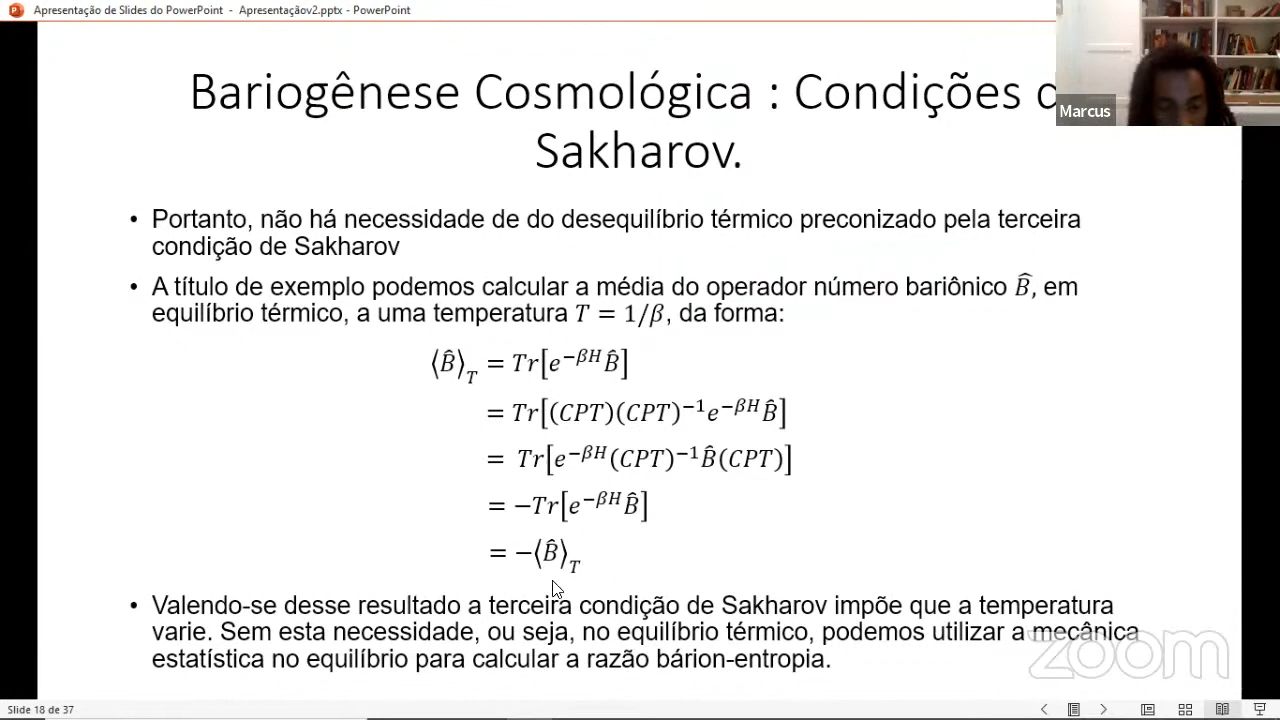 Apresentação de Slides do PowerPoint - Apresentaçãov2.pptx - PowerPoint
Bariogênese Cosmológica : Condições
Sakharov.
Marcus
• Portanto, não há necessidade de do desequilíbrio térmico preconizado pela terceira
condição de Sakharov
• A título de exemplo podemos calcular a média do operador número bariônico B̂, em
equilíbrio térmico, a uma temperatura T = 1/β, da forma:
⟨B̂⟩_T = Tr[e^{−βH}B̂]
= Tr[(CPT)(CPT)^{−1}e^{−βH}B̂]
= Tr[e^{−βH}(CPT)^{−1}B̂(CPT)]
= −Tr[e^{−βH}B̂]
= −⟨B̂⟩_T
• Valendo-se desse resultado a terceira condição de Sakharov impõe que a temperatura
varie. Sem esta necessidade, ou seja, no equilíbrio térmico, podemos utilizar a mecânica
estatística no equilíbrio para calcular a razão bárion-entropia.
zoom
Slide 18 de 37